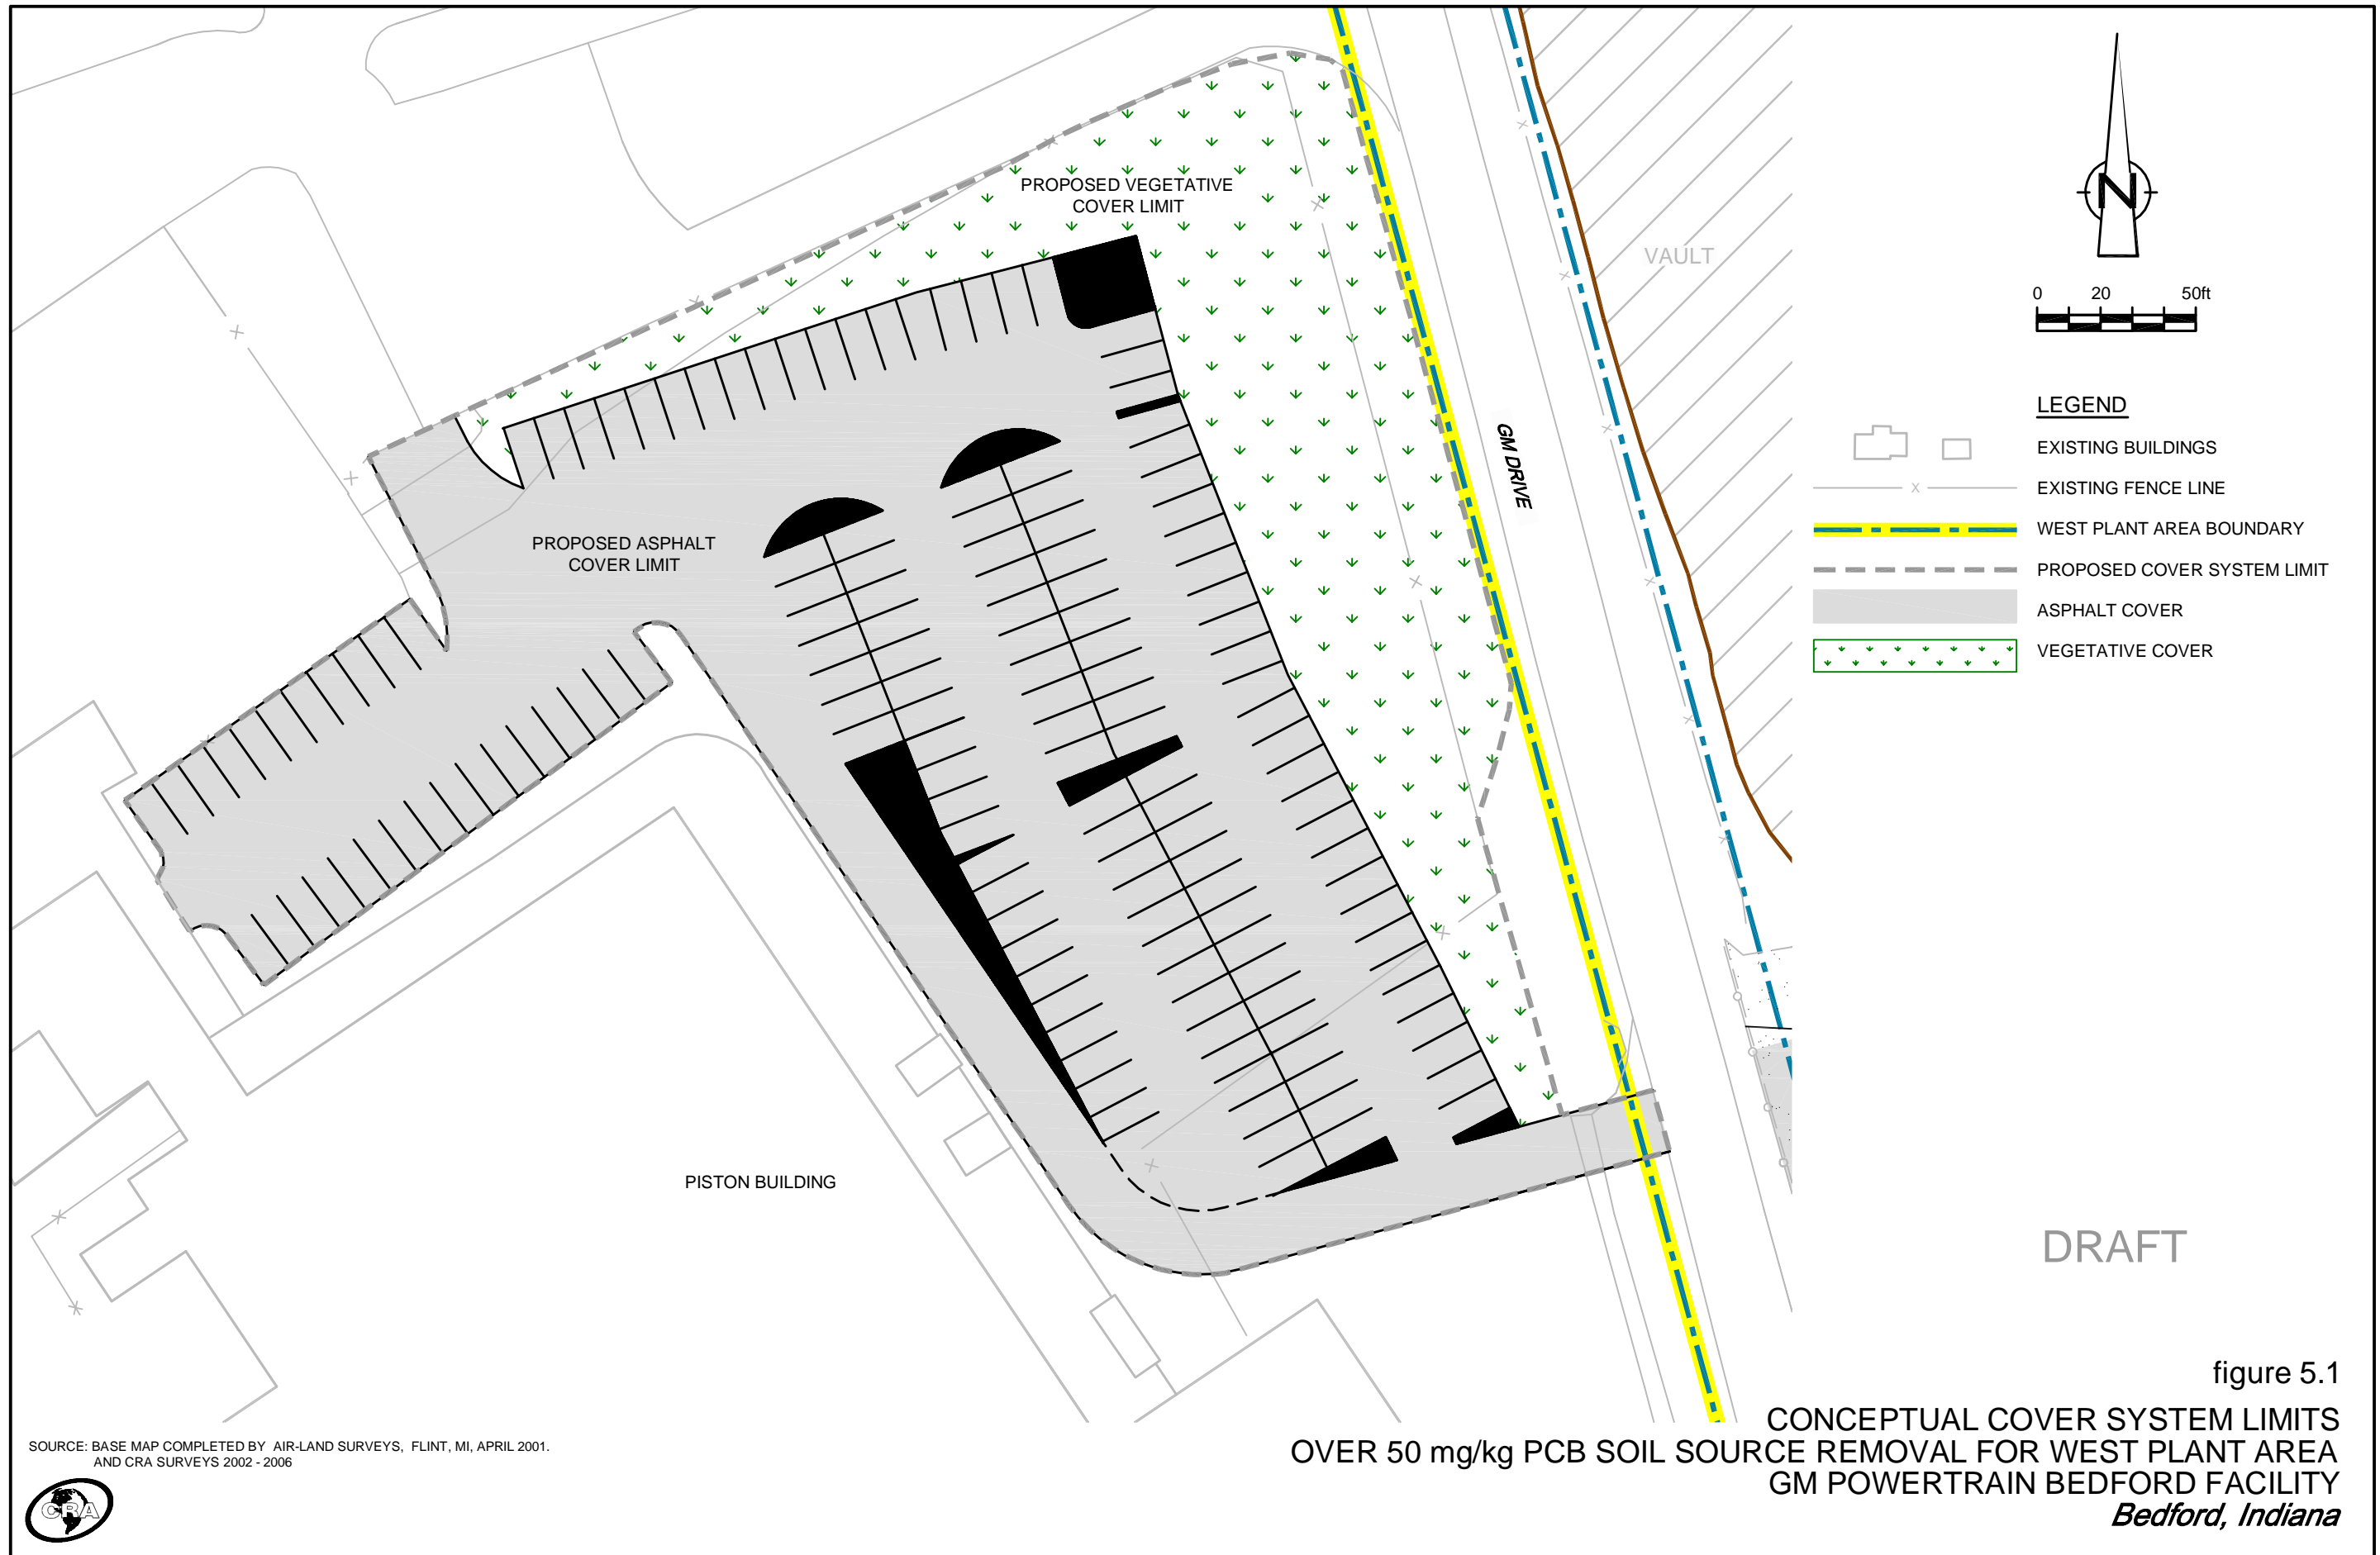 PROPOSED VEGETATIVE
COVER LIMIT
VAULT
N
0 20 50ft
LEGEND
EXISTING BUILDINGS
X
EXISTING FENCE LINE
WEST PLANT AREA BOUNDARY
PROPOSED COVER SYSTEM LIMIT
ASPHALT COVER
VEGETATIVE COVER
GM DRIVE
PROPOSED ASPHALT
COVER LIMIT
PISTON BUILDING
DRAFT
figure 5.1
CONCEPTUAL COVER SYSTEM LIMITS
OVER 50 mg/kg PCB SOIL SOURCE REMOVAL FOR WEST PLANT AREA
GM POWERTRAIN BEDFORD FACILITY
Bedford, Indiana
SOURCE: BASE MAP COMPLETED BY AIR-LAND SURVEYS, FLINT, MI, APRIL 2001.
AND CRA SURVEYS 2002 - 2006
CRA